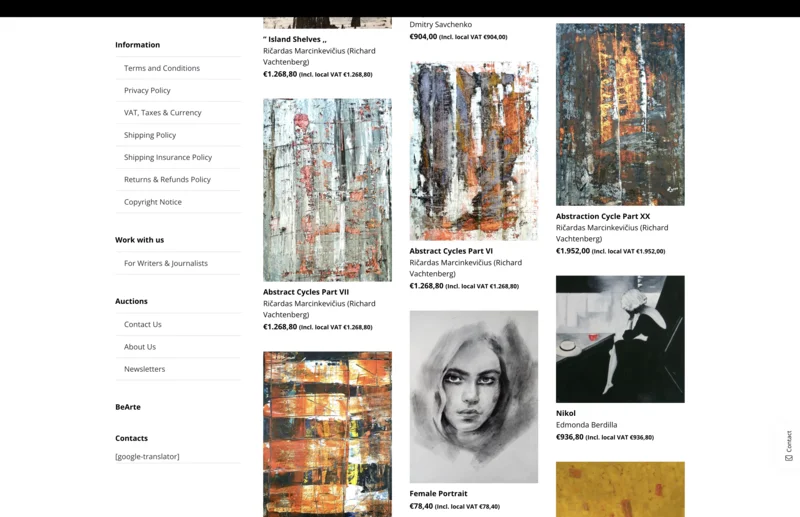 Information
Terms and Conditions
Privacy Policy
VAT, Taxes & Currency
Shipping Policy
Shipping Insurance Policy
Returns & Refunds Policy
Copyright Notice
Work with us
For Writers & Journalists
Auctions
Contact Us
About Us
Newsletters
BeArte
Contacts
[google-translator]
“ Island Shelves ,,
Ričardas Marcinkevičius (Richard
Vachtenberg)
€1.268,80 (Incl. local VAT €1.268,80)
Abstract Cycles Part VII
Ričardas Marcinkevičius (Richard
Vachtenberg)
€1.268,80 (Incl. local VAT €1.268,80)
Dmitry Savchenko
€904,00 (Incl. local VAT €904,00)
Abstract Cycles Part VI
Ričardas Marcinkevičius (Richard
Vachtenberg)
€1.268,80 (Incl. local VAT €1.268,80)
Female Portrait
€78,40 (Incl. local VAT €78,40)
Abstraction Cycle Part XX
Ričardas Marcinkevičius (Richard
Vachtenberg)
€1.952,00 (Incl. local VAT €1.952,00)
Nikol
Edmonda Berdilla
€936,80 (Incl. local VAT €936,80)
Contact